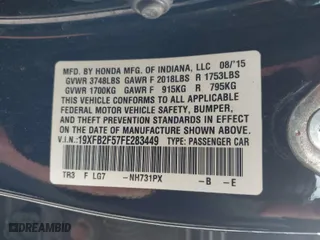 MFD. BY HONDA MFG. OF INDIANA, LLC 08/'15
GVWR 3748LBS GAWR F 2018LBS R 1753LBS
GVWR 1700KG GAWR F 915KG R 795KG
THIS VEHICLE CONFORMS TO ALL APPLICABLE
FEDERAL MOTOR VEHICLE SAFETY, BUMPER,
AND THEFT PREVENTION STANDARDS IN
EFFECT ON THE DATE OF MANUFACTURE
SHOWN ABOVE.
V.I.N.: 19XFB2F57FE283449 TYPE: PASSENGER CAR
TR3 F LG7 -NH731PX -B -E